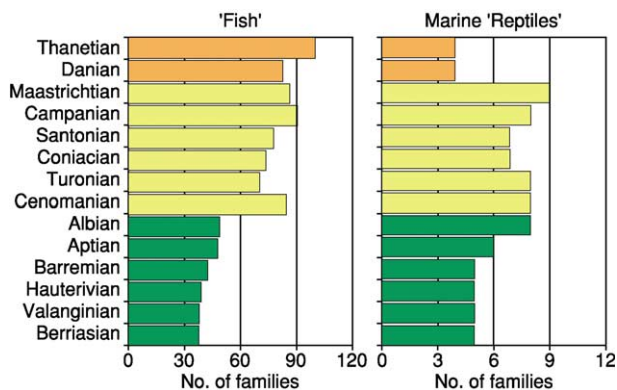 'Fish'
Marine 'Reptiles'
Thanetian
Danian
Maastrichtian
Campanian
Santonian
Coniacian
Turonian
Cenomanian
Albian
Aptian
Barremian
Hauterivian
Valanginian
Berriasian
0 30 60 90 120
0 3 6 9 12
No. of families
No. of families